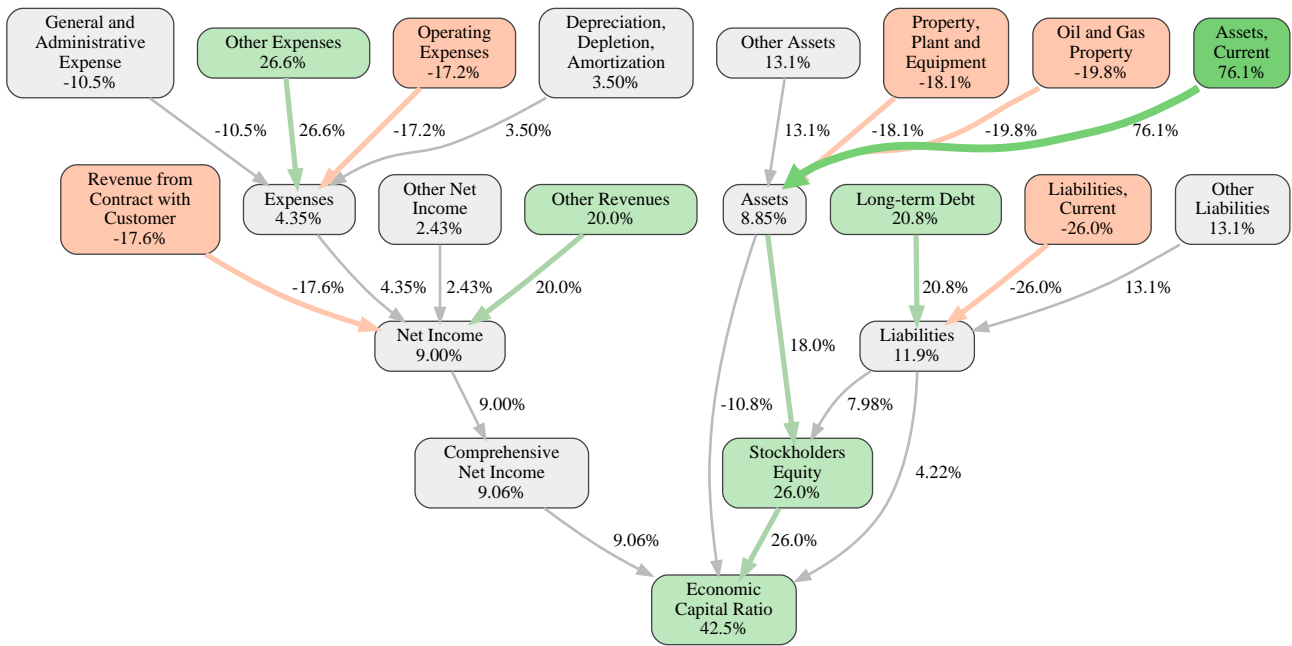 General and
Administrative
Expense
-10.5%
Other Expenses
26.6%
Operating
Expenses
-17.2%
Depreciation,
Depletion,
Amortization
3.50%
Other Assets
13.1%
Property,
Plant and
Equipment
-18.1%
Oil and Gas
Property
-19.8%
Assets,
Current
76.1%
-10.5%
26.6%
-17.2%
3.50%
13.1%
-18.1%
-19.8%
76.1%
Revenue from
Contract with
Customer
-17.6%
Expenses
4.35%
Other Net
Income
2.43%
Other Revenues
20.0%
Assets
8.85%
Long-term Debt
20.8%
Liabilities,
Current
-26.0%
Other
Liabilities
13.1%
-17.6%
4.35%
2.43%
20.0%
20.8%
-26.0%
13.1%
Net Income
9.00%
18.0%
Liabilities
11.9%
9.00%
-10.8%
7.98%
Comprehensive
Net Income
9.06%
Stockholders
Equity
26.0%
4.22%
9.06%
26.0%
Economic
Capital Ratio
42.5%